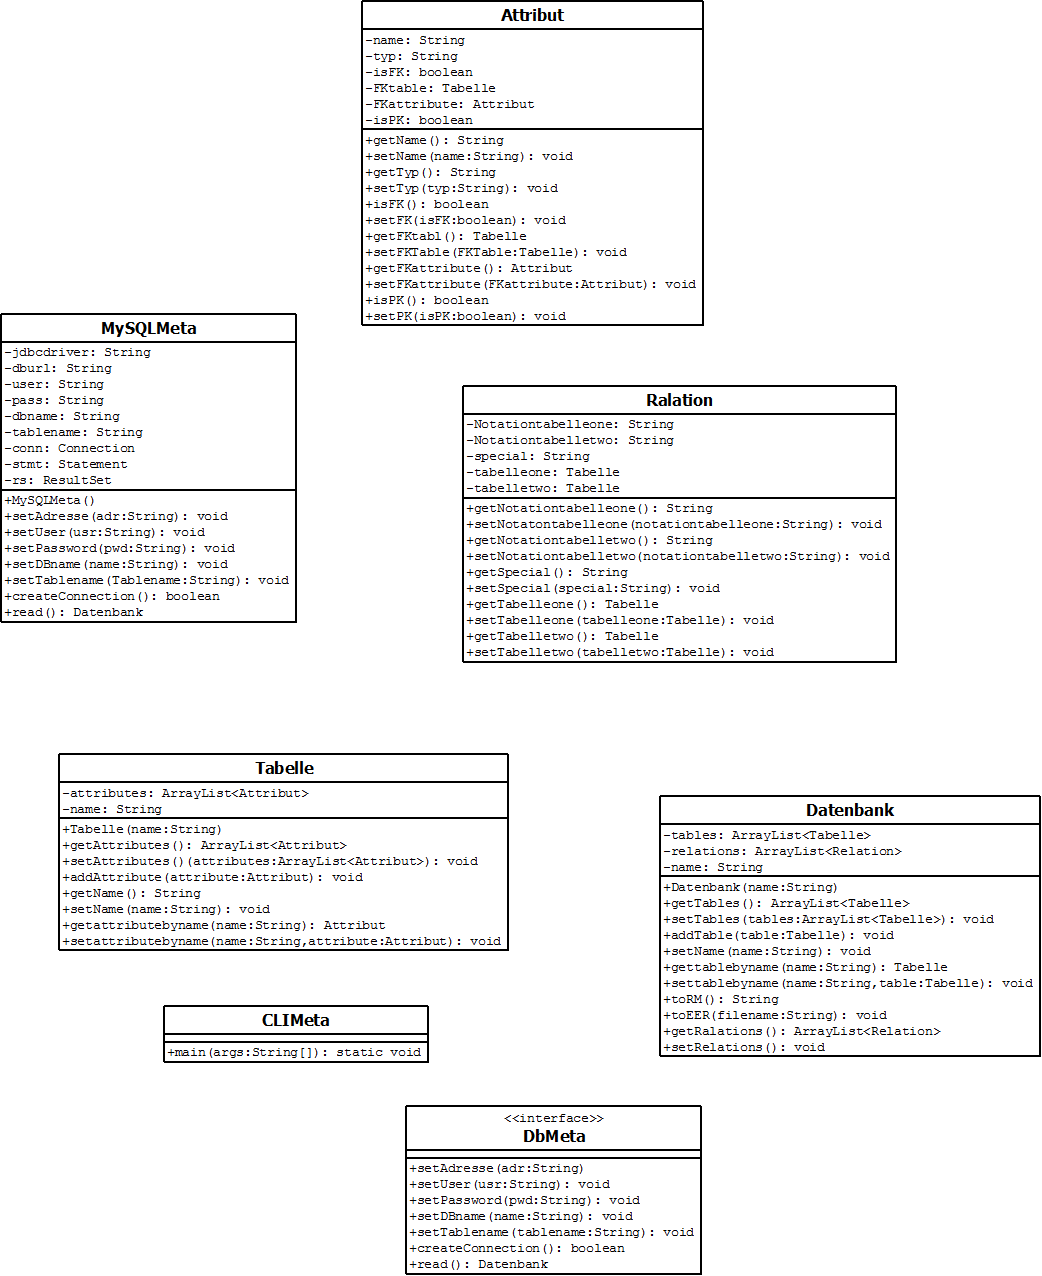 Attribut
-name: String
-typ: String
-isFK: boolean
-FKtable: Tabelle
-FKattribute: Attribut
-isPK: boolean
+getName(): String
+setName(name:String): void
+getTyp(): String
+setTyp(typ:String): void
+isFK(): boolean
+setFK(isFK:boolean): void
+getFKtabl(): Tabelle
+setFKTable(FKTable:Tabelle): void
+getFKattribute(): Attribut
+setFKattribute(FKattribute:Attribut): void
+isPK(): boolean
+setPK(isPK:boolean): void
MySQLMeta
-jdbcdriver: String
-dburl: String
-user: String
-pass: String
-dbname: String
-tablename: String
-conn: Connection
-stmt: Statement
-rs: ResultSet
+MySQLMeta()
+setAdresse(adr:String): void
+setUser(usr:String): void
+setPassword(pwd:String): void
+setDBname(name:String): void
+setTablename(Tablename:String): void
+createConnection(): boolean
+read(): Datenbank
Ralation
-Notationtabelleone: String
-Notationtabelletwo: String
-special: String
-tabelleone: Tabelle
-tabelletwo: Tabelle
+getNotationtabelleone(): String
+setNotatontabelleone(notationtabelleone:String): void
+getNotationtabelletwo(): String
+setNotationtabelletwo(notationtabelletwo:String): void
+getSpecial(): String
+setSpecial(special:String): void
+getTabelleone(): Tabelle
+setTabelleone(tabelleone:Tabelle): void
+getTabelletwo(): Tabelle
+setTabelletwo(tabelletwo:Tabelle): void
Tabelle
-attributes: ArrayList<Attribut>
-name: String
+Tabelle(name:String)
+getAttributes(): ArrayList<Attribut>
+setAttributes()(attributes:ArrayList<Attribut>): void
+addAttribute(attribute:Attribut): void
+getName(): String
+setName(name:String): void
+getattributebyname(name:String): Attribut
+setattributebyname(name:String,attribute:Attribut): void
Datenbank
-tables: ArrayList<Tabelle>
-relations: ArrayList<Relation>
-name: String
+Datenbank(name:String)
+getTables(): ArrayList<Tabelle>
+setTables(tables:ArrayList<Tabelle>): void
+addTable(table:Tabelle): void
+setName(name:String): void
+gettablebyname(name:String): Tabelle
+settablebyname(name:String,table:Tabelle): void
+toRM(): String
+toEER(filename:String): void
+getRalations(): ArrayList<Relation>
+setRelations(): void
CLIMeta
+main(args:String[]): static void
<<interface>>
DbMeta
+setAdresse(adr:String)
+setUser(usr:String): void
+setPassword(pwd:String): void
+setDBname(name:String): void
+setTablename(tablename:String): void
+createConnection(): boolean
+read(): Datenbank